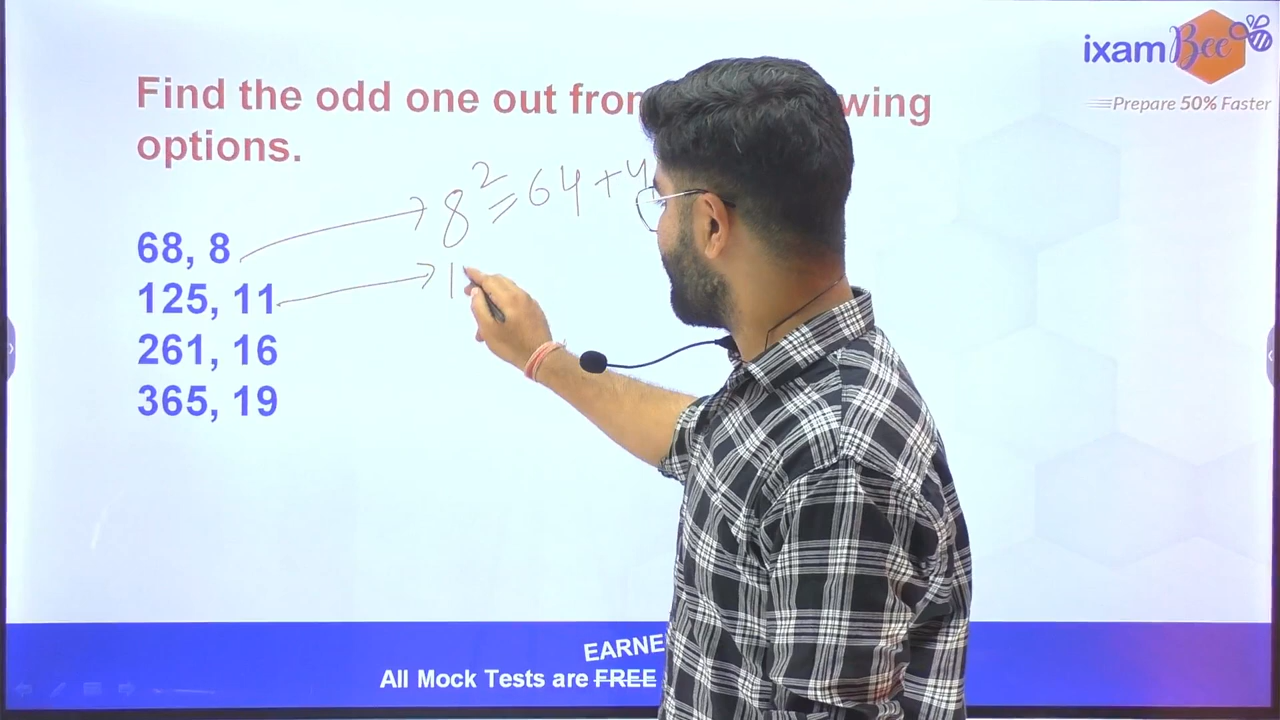 ixamBee
Prepare 50% Faster
Find the odd one out wing
options.
8² = 64 + 4
68, 8
125, 11
1
261, 16
365, 19
EARNE
All Mock Tests are FREE